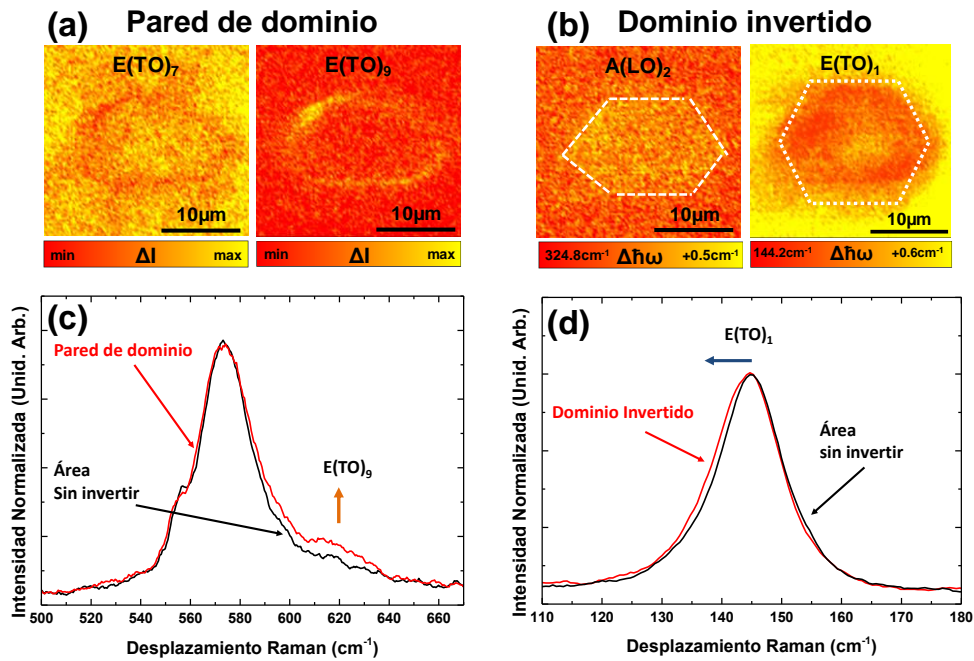 (a) Pared de dominio
E(TO)₇
E(TO)₉
10μm
10μm
min ΔI max
min ΔI max
(b) Dominio invertido
A(LO)₂
E(TO)₁
10μm
10μm
324.8cm⁻¹ Δħω +0.5cm⁻¹
144.2cm⁻¹ Δħω +0.6cm⁻¹
(c)
Pared de dominio
Área
Sin invertir
E(TO)₉
Intensidad Normalizada (Unid. Arb.)
500 520 540 560 580 600 620 640 660
Desplazamiento Raman (cm⁻¹)
(d)
E(TO)₁
Dominio Invertido
Área
sin invertir
Intensidad Normalizada (Unid. Arb.)
110 120 130 140 150 160 170 180
Desplazamiento Raman (cm⁻¹)